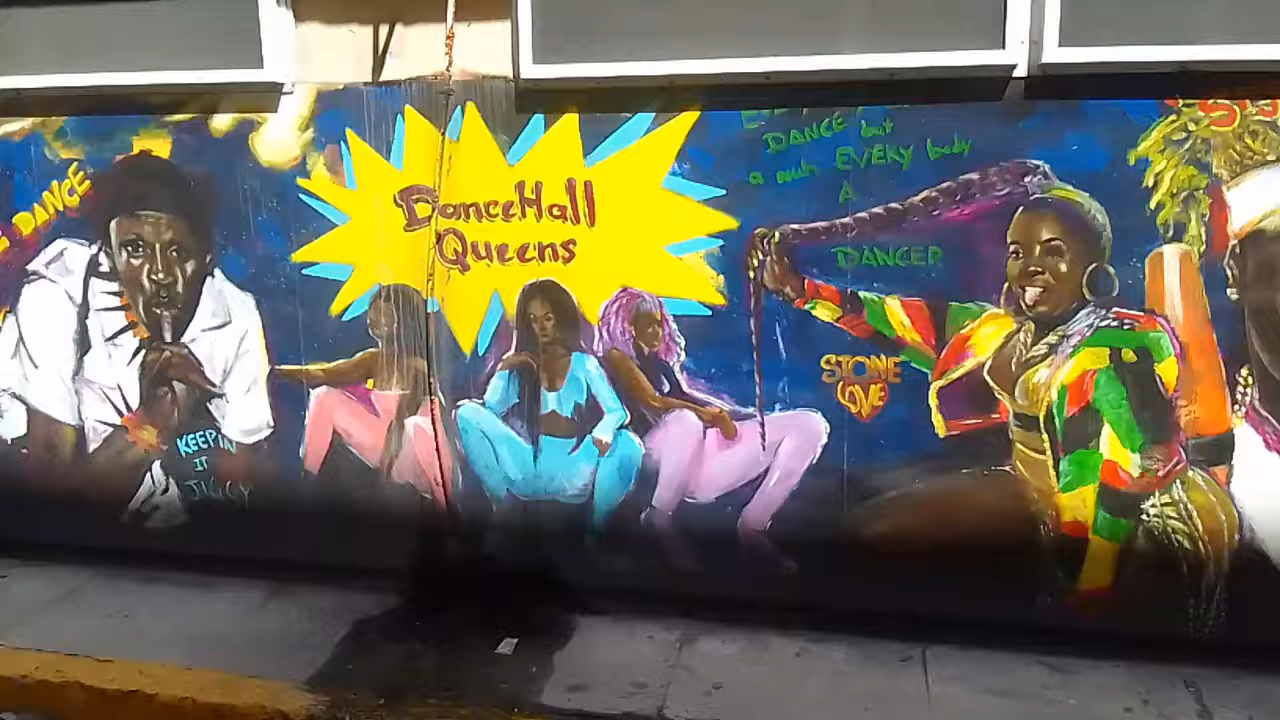 DANCE
DanceHall
Queens
DANCE but
a nuh EVERY body
A
DANCER
STONE
LOVE
KEEPIN
IT
JIGGY